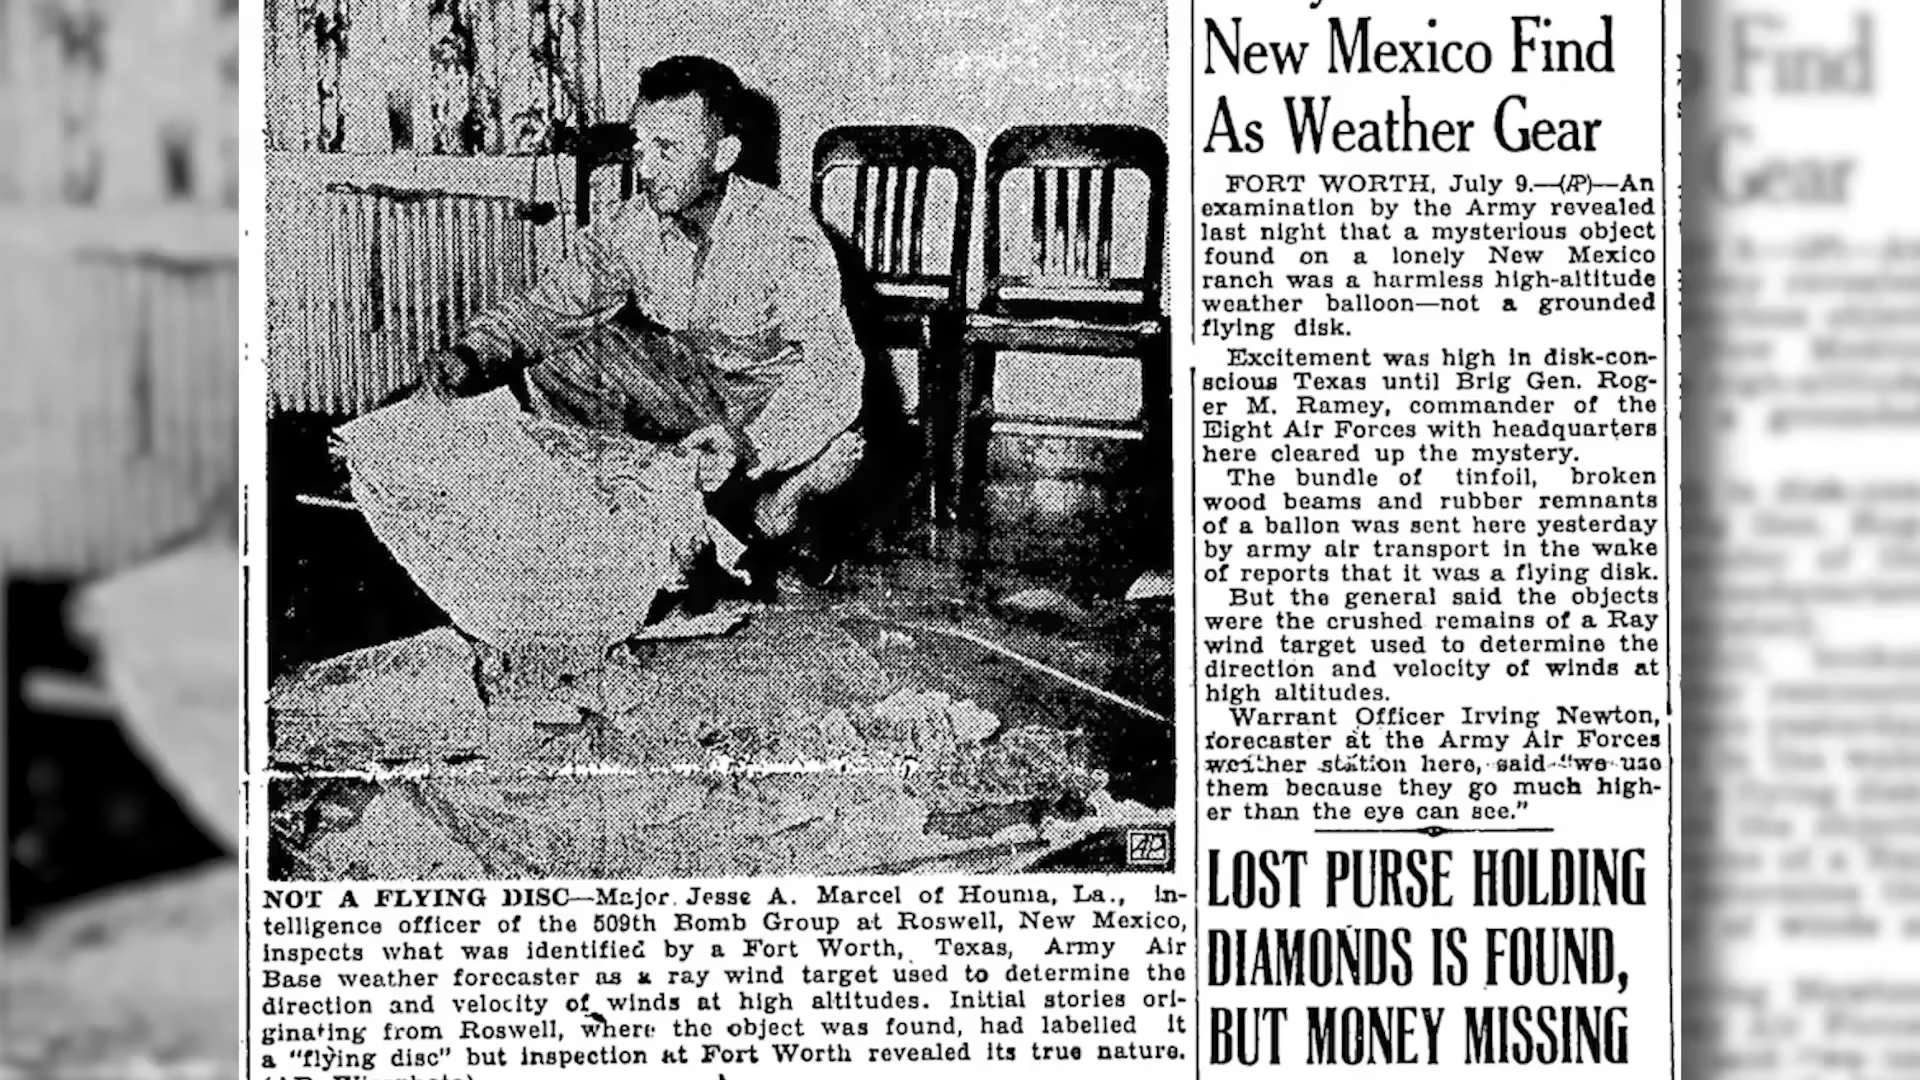 New Mexico Find
As Weather Gear
FORT WORTH, July 9.—(AP)—An
examination by the Army revealed
last night that a mysterious object
found on a lonely New Mexico
ranch was a harmless high-altitude
weather balloon—not a grounded
flying disk.
Excitement was high in disk-con-
scious Texas until Brig Gen. Rog-
er M. Ramey, commander of the
Eight Air Forces with headquarters
here cleared up the mystery.
The bundle of tinfoil, broken
wood beams and rubber remnants
of a ballon was sent here yesterday
by army air transport in the wake
of reports that it was a flying disk.
But the general said the objects
were the crushed remains of a Ray
wind target used to determine the
direction and velocity of winds at
high altitudes.
Warrant Officer Irving Newton,
forecaster at the Army Air Forces
weather station here, said "we use
them because they go much high-
er than the eye can see."
LOST PURSE HOLDING
DIAMONDS IS FOUND,
BUT MONEY MISSING
AP
NOT A FLYING DISC—Major Jesse A. Marcel of Houma, La., in-
telligence officer of the 509th Bomb Group at Roswell, New Mexico,
inspects what was identified by a Fort Worth, Texas, Army Air
Base weather forecaster as a ray wind target used to determine the
direction and velocity of winds at high altitudes. Initial stories ori-
ginating from Roswell, where the object was found, had labelled it
a "flying disc" but inspection at Fort Worth revealed its true nature.